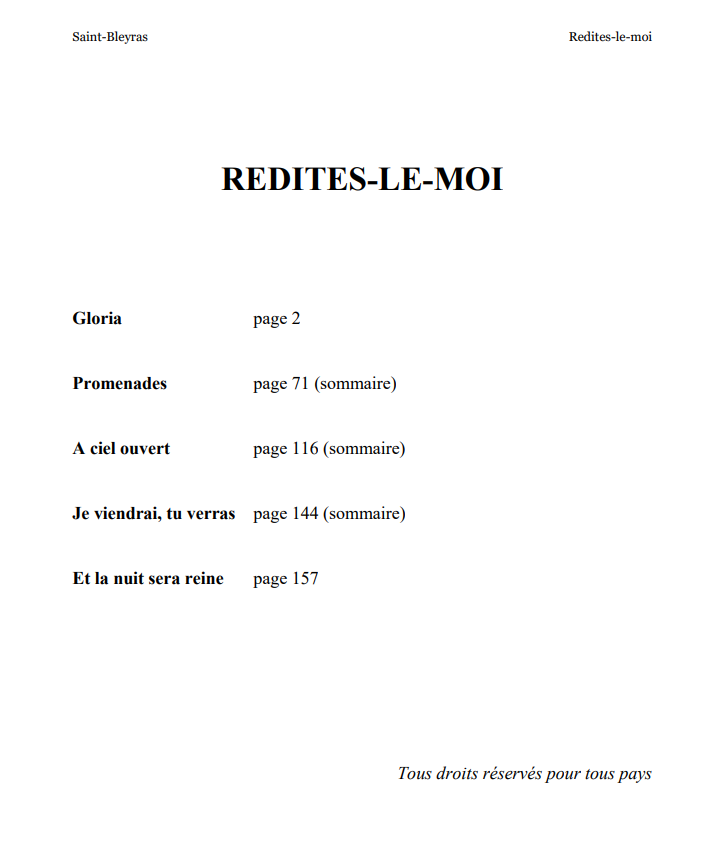 Saint-Bleyras Redites-le-moi
REDITES-LE-MOI
Gloria page 2
Promenades page 71 (sommaire)
A ciel ouvert page 116 (sommaire)
Je viendrai, tu verras page 144 (sommaire)
Et la nuit sera reine page 157
Tous droits réservés pour tous pays